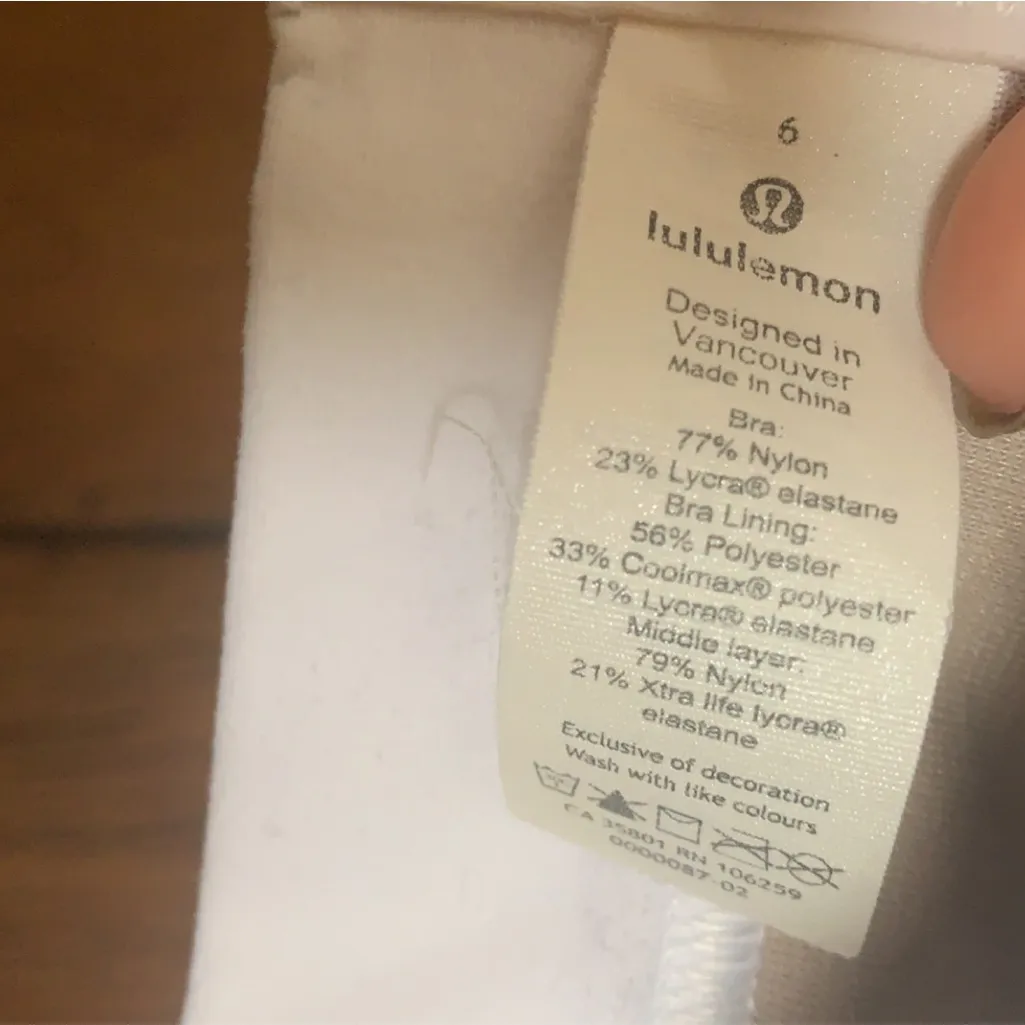 6
lululemon
Designed in
Vancouver
Made in China
Bra:
77% Nylon
23% Lycra® elastane
Bra Lining:
56% Polyester
33% Coolmax® polyester
11% Lycra® elastane
Middle layer:
79% Nylon
21% Xtra life lycra®
elastane
Exclusive of decoration
Wash with like colours
CA 35801 RN 106259
0000087-02